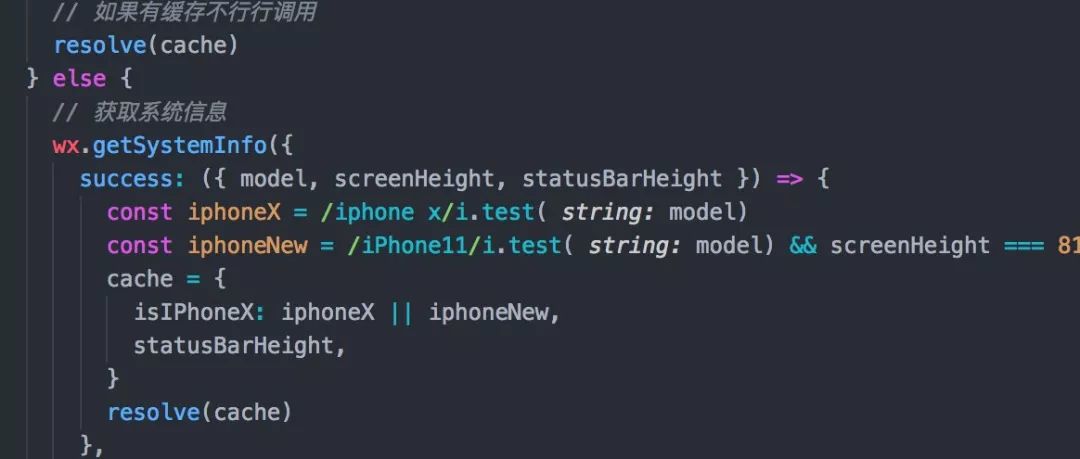 // 如果有缓存不行行调用
resolve(cache)
} else {
// 获取系统信息
wx.getSystemInfo({
success: ({ model, screenHeight, statusBarHeight }) => {
const iphoneX = /iphone x/i.test( string: model)
const iphoneNew = /iPhone11/i.test( string: model) && screenHeight === 81
cache = {
isIPhoneX: iphoneX || iphoneNew,
statusBarHeight,
}
resolve(cache)
},